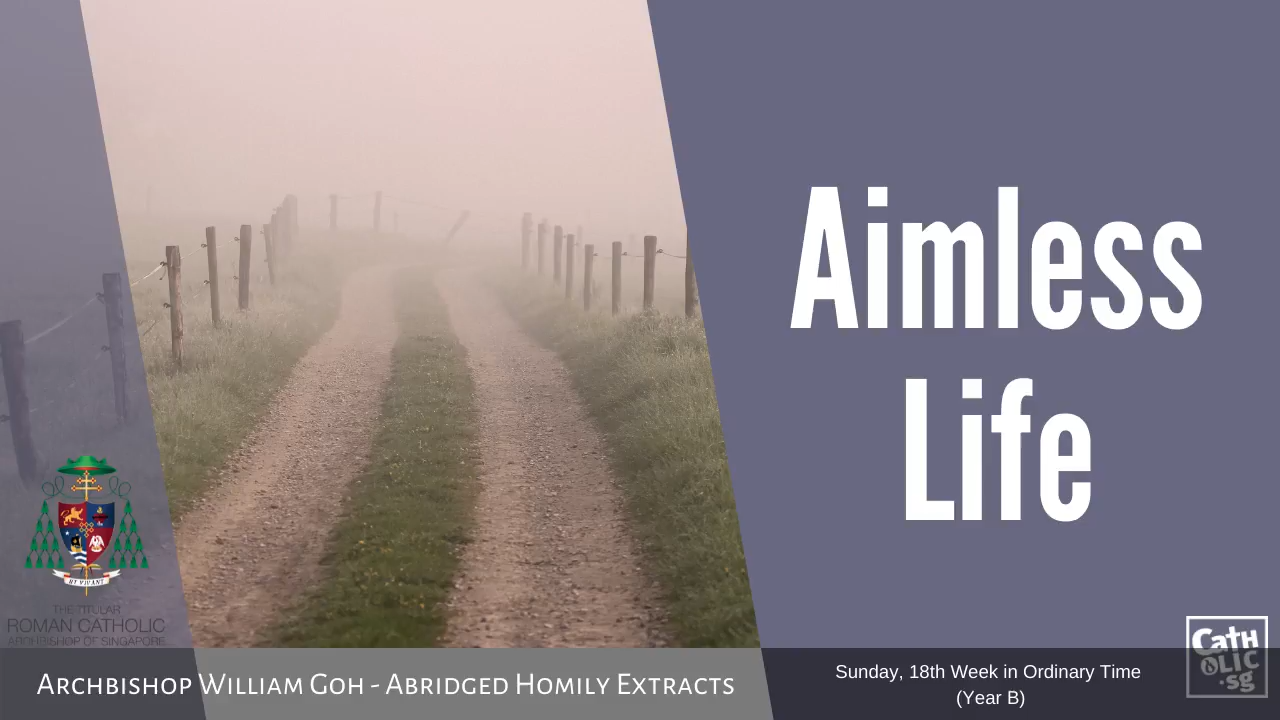 Aimless
Life
UT VIVANT
THE TITULAR
ROMAN CATHOLIC
ARCHBISHOP OF SINGAPORE
Archbishop William Goh - Abridged Homily Extracts
Sunday, 18th Week in Ordinary Time
(Year B)
CatH
OLIC
.sg